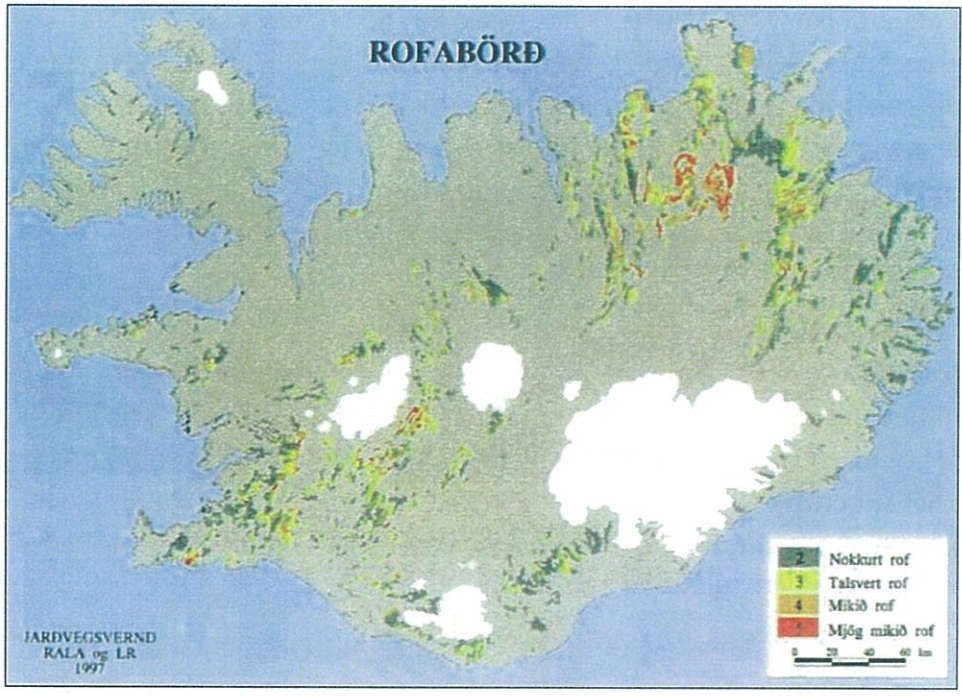 ROFABÖRÐ
2 Nokkurt rof
3 Talsvert rof
4 Mikið rof
5 Mjög mikið rof
0 20 40 60 km
JARÐVEGSVERND
RALA og LR
1997